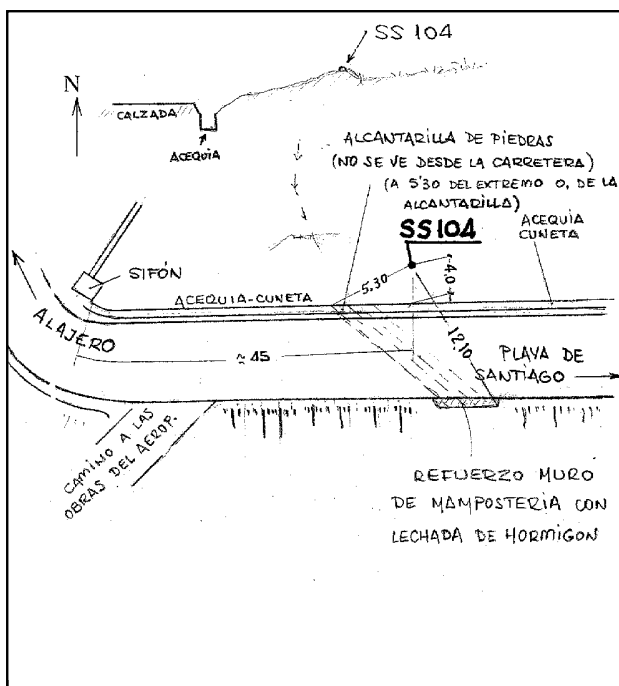 SS 104
N
CALZADA
ACEQUIA
ALCANTARILLA DE PIEDRAS
(NO SE VE DESDE LA CARRETERA)
(A 5'30 DEL EXTREMO O, DE LA
ALCANTARILLA)
SS104
ACEQUIA
CUNETA
SIFÓN
5.30
4.0
ACEQUIA-CUNETA
ALAJERO
12.10
≈45
PLAYA DE
SANTIAGO
CAMINO A LAS
OBRAS DEL AEROP.
REFUERZO MURO
DE MAMPOSTERIA CON
LECHADA DE HORMIGON